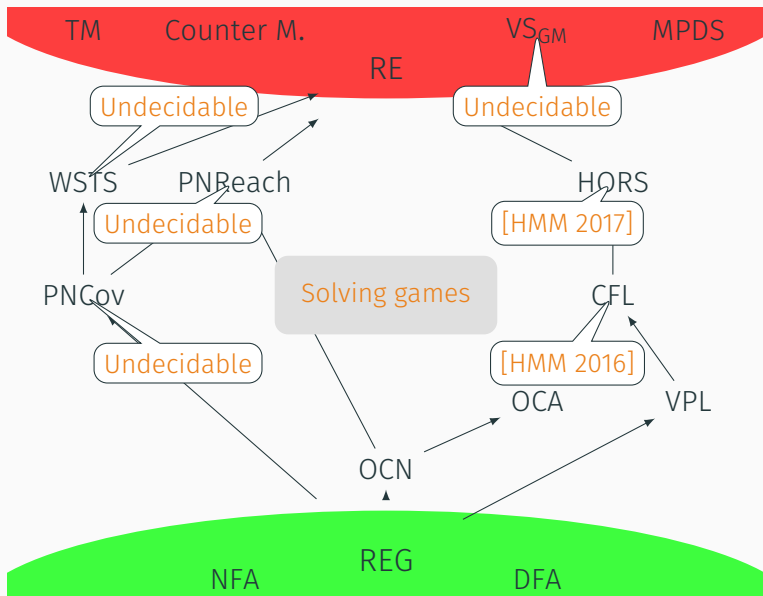 TM Counter M. VS_GM MPDS
RE
Undecidable Undecidable
WSTS PNReach HORS
Undecidable [HMM 2017]
PNCov Solving games CFL
Undecidable [HMM 2016]
OCA VPL
OCN
REG
NFA DFA